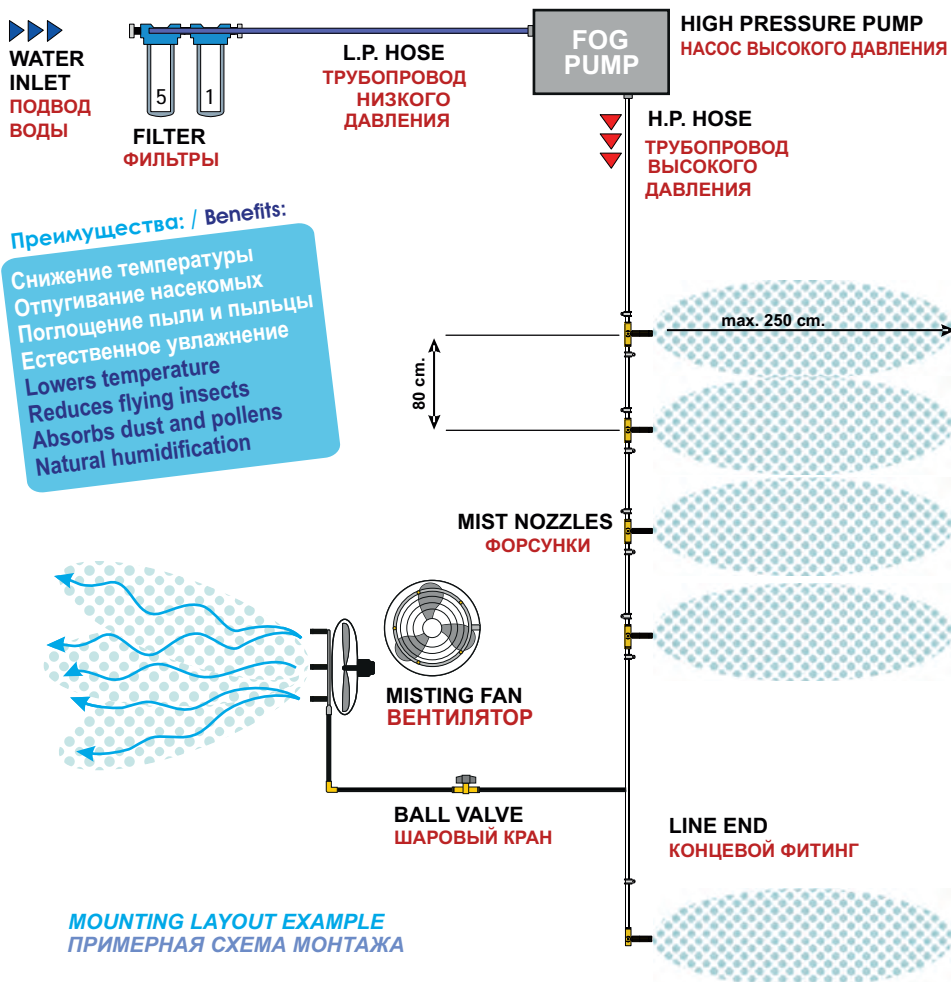 WATER
INLET
ПОДВОД
ВОДЫ
5
1
FILTER
ФИЛЬТРЫ
L.P. HOSE
ТРУБОПРОВОД
НИЗКОГО
ДАВЛЕНИЯ
FOG
PUMP
HIGH PRESSURE PUMP
НАСОС ВЫСОКОГО ДАВЛЕНИЯ
H.P. HOSE
ТРУБОПРОВОД
ВЫСОКОГО
ДАВЛЕНИЯ
Преимущества: / Benefits:
Снижение температуры
Отпугивание насекомых
Поглощение пыли и пыльцы
Естественное увлажнение
Lowers temperature
Reduces flying insects
Absorbs dust and pollens
Natural humidification
max. 250 cm.
80 cm.
MIST NOZZLES
ФОРСУНКИ
MISTING FAN
ВЕНТИЛЯТОР
BALL VALVE
ШАРОВЫЙ КРАН
LINE END
КОНЦЕВОЙ ФИТИНГ
MOUNTING LAYOUT EXAMPLE
ПРИМЕРНАЯ СХЕМА МОНТАЖА